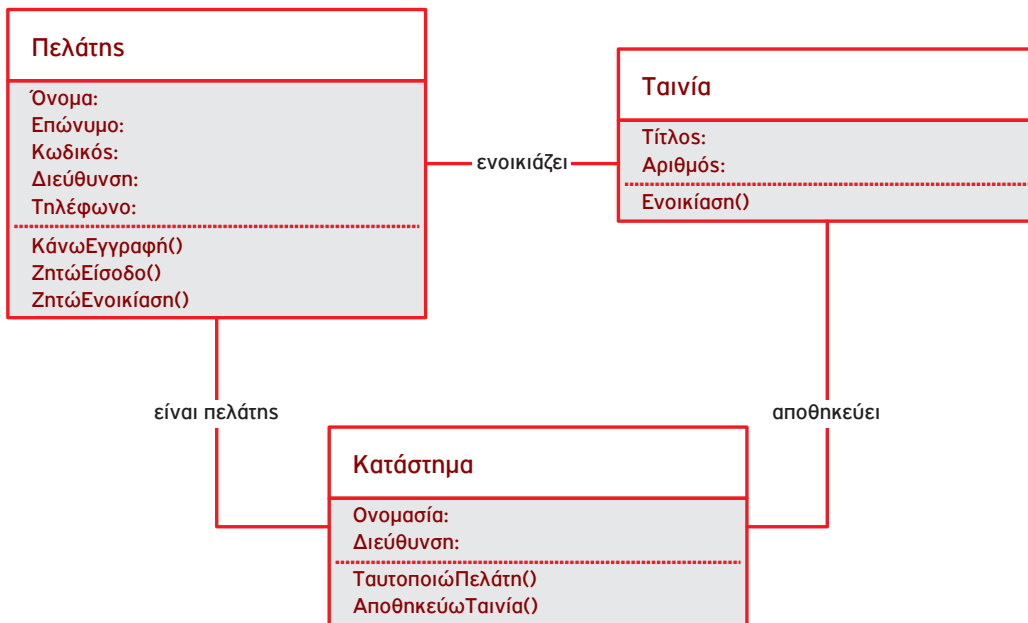 Πελάτης
Όνομα:
Επώνυμο:
Κωδικός:
Διεύθυνση:
Τηλέφωνο:
ΚάνωΕγγραφή()
ΖητώΕίσοδο()
ΖητώΕνοικίαση()
ενοικιάζει
Ταινία
Τίτλος:
Αριθμός:
Ενοικίαση()
είναι πελάτης
αποθηκεύει
Κατάστημα
Ονομασία:
Διεύθυνση:
ΤαυτοποιώΠελάτη()
ΑποθηκεύωΤαινία()